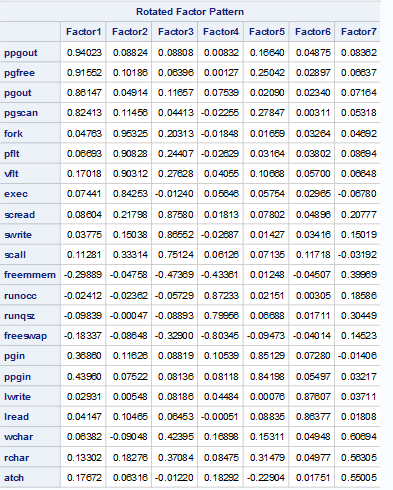 Rotated Factor Pattern
Factor1 Factor2 Factor3 Factor4 Factor5 Factor6 Factor7
ppgout 0.94023 0.08824 0.08808 0.00832 0.16640 0.04875 0.08362
pgfree 0.91552 0.10186 0.06396 0.00127 0.25042 0.02897 0.06637
pgout 0.86147 0.04914 0.11657 0.07539 0.02090 0.02340 0.07164
pgscan 0.82413 0.11456 0.04413 -0.02255 0.27847 0.00311 0.05318
fork 0.04763 0.95325 0.20313 -0.01848 0.01659 0.03264 0.04692
pflt 0.06693 0.90828 0.24407 -0.02629 0.03164 0.03802 0.08694
vflt 0.17018 0.90312 0.27628 0.04055 0.10668 0.05700 0.06648
exec 0.07441 0.84253 -0.01240 0.05646 0.05754 0.02965 -0.06780
scread 0.08604 0.21798 0.87580 0.01813 0.07802 0.04896 0.20777
swrite 0.03775 0.15038 0.86552 -0.02687 0.01427 0.03416 0.15019
scall 0.11281 0.33314 0.75124 0.06126 0.07135 0.11718 -0.03192
freemmem -0.29889 -0.04758 -0.47369 -0.43361 0.01248 -0.04507 0.39969
runocc -0.02412 -0.02362 -0.05729 0.87233 0.02151 0.00305 0.18586
runqsz -0.09839 -0.00047 -0.08893 0.79956 0.06688 0.01711 0.30449
freeswap -0.18337 -0.08648 -0.32900 -0.80345 -0.09473 -0.04014 0.14523
pgin 0.36860 0.11626 0.08819 0.10539 0.85129 0.07280 -0.01406
ppgin 0.43960 0.07522 0.08136 0.08118 0.84198 0.05497 0.03217
lwrite 0.02931 0.00548 0.08186 0.04484 0.00076 0.87607 0.03711
lread 0.04147 0.10465 0.06453 -0.00051 0.08835 0.86377 0.01808
wchar 0.06382 -0.09048 0.42395 0.16898 0.15311 0.04948 0.60694
rchar 0.13302 0.18276 0.37084 0.08475 0.31479 0.04977 0.56305
atch 0.17672 0.06316 -0.01220 0.18292 -0.22904 0.01751 0.55005